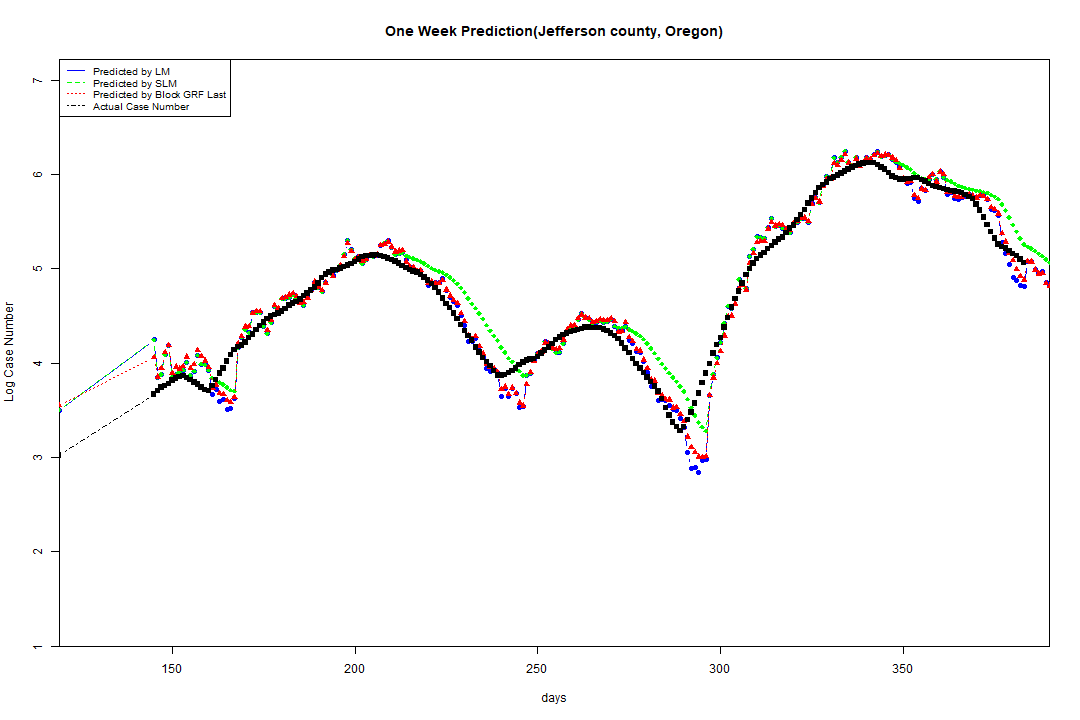 One Week Prediction(Jefferson county, Oregon)
Predicted by LM
Predicted by SLM
Predicted by Block GRF Last
Actual Case Number
7
6
5
4
3
2
1
Log Case Number
150 200 250 300 350
days